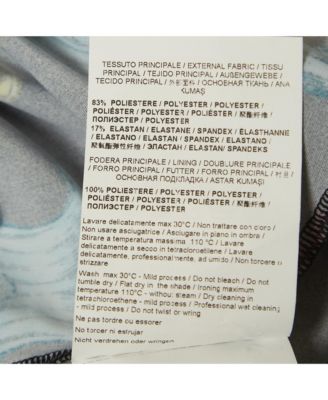 TESSUTO PRINCIPALE / EXTERNAL FABRIC / TISSU
PRINCIPAL / TEJIDO PRINCIPAL / AUßENGEWEBE /
TECIDO PRINCIPAL / 外部面料 / ОСНОВНАЯ ТКАНЬ / ANA
KUMAŞ
83% POLIESTERE / POLYESTER / POLYESTER /
POLIÉSTER / POLYESTER / POLIÉSTER / 聚酯纤维 /
ПОЛИЭСТЕР / POLYESTER
17% ELASTAN / ELASTANE / SPANDEX / ÉLASTHANNE
/ ELASTANO / ELASTAN / ELASTANO /
聚氨酯弹性纤维 / ЭЛАСТАН / ELASTAN/ SPANDEKS
FODERA PRINCIPALE / LINING / DOUBLURE PRINCIPALE
/ FORRO PRINCIPAL / FUTTER / FORRO PRINCIPAL / 衬里
/ ОСНОВНАЯ ПОДКЛАДКА / ASTAR KUMAŞI
100% POLIESTERE / POLYESTER / POLYESTER /
POLIÉSTER / POLYESTER / POLIÉSTER / 聚酯纤维 /
ПОЛИЭСТЕР / POLYESTER
Lavare delicatamente max 30°C / Non trattare con cloro /
Non usare asciugatrice / Asciugare in piano in ombra /
Stirare a temperatura massima 110 °C / Lavare
delicatamente a secco in tetracloroetilene / Lavare
delicatamente, professionalmente, ad umido / Non torcere o
strizzare
Wash max 30°C - Mild process / Do not bleach / Do not
tumble dry / Flat dry in the shade / Ironing maximum
temperature 110°C - without steam / Dry cleaning in
tetrachloroethene - mild process / Professional wet cleaning
- mild process / Do not twist or wring
Ne pas tordre ou essorer
No torcer ni estrujar
Nicht verdrehen oder wringen